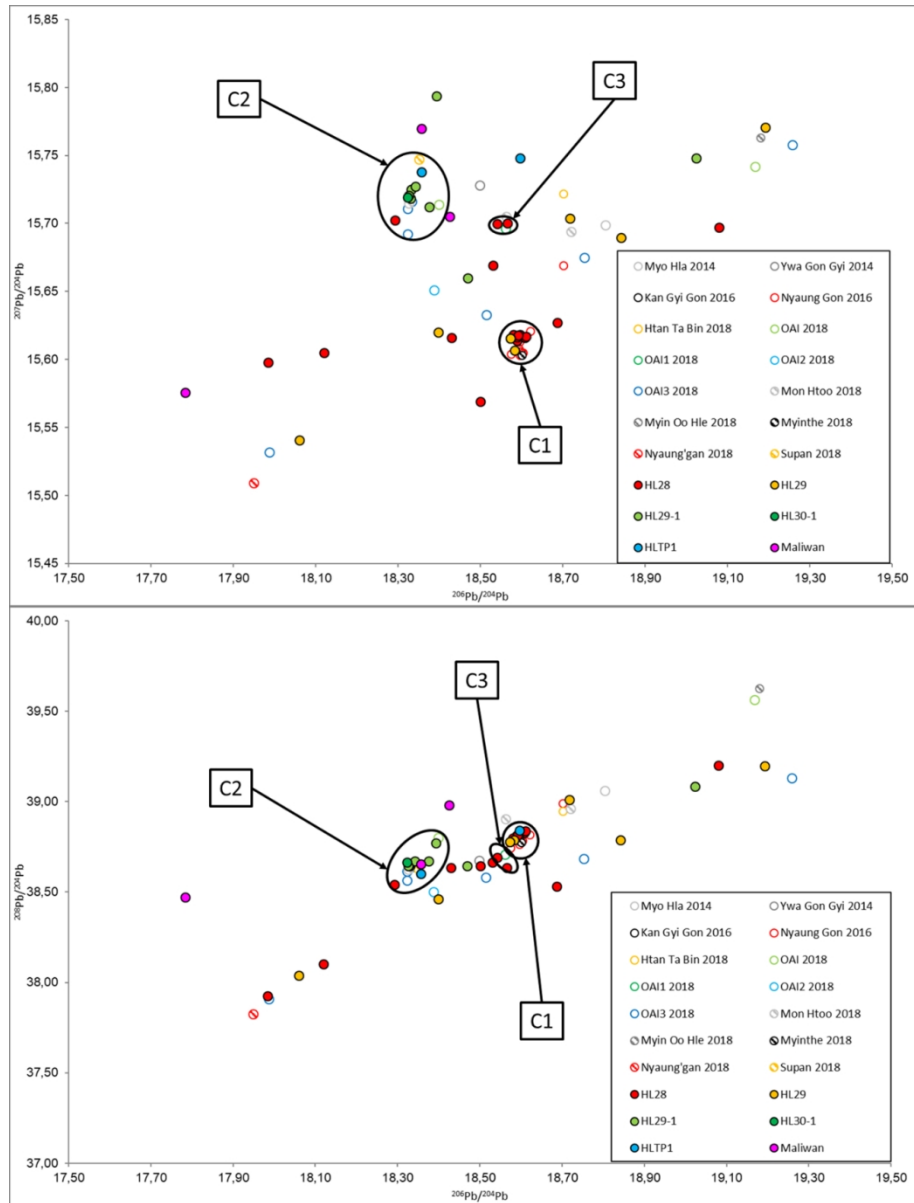 15,85
15,80
15,75
15,70
15,65
15,60
15,55
15,50
15,45
²⁰⁷Pb/²⁰⁴Pb
C2
C3
C1
Myo Hla 2014 Ywa Gon Gyi 2014
Kan Gyi Gon 2016 Nyaung Gon 2016
Htan Ta Bin 2018 OAI 2018
OAI1 2018 OAI2 2018
OAI3 2018 Mon Htoo 2018
Myin Oo Hle 2018 Myinthe 2018
Nyaung'gan 2018 Supan 2018
HL28 HL29
HL29-1 HL30-1
HLTP1 Maliwan
17,50 17,70 17,90 18,10 18,30 18,50 18,70 18,90 19,10 19,30 19,50
²⁰⁶Pb/²⁰⁴Pb
40,00
39,50
39,00
38,50
38,00
37,50
37,00
²⁰⁸Pb/²⁰⁴Pb
C3
C2
C1
Myo Hla 2014 Ywa Gon Gyi 2014
Kan Gyi Gon 2016 Nyaung Gon 2016
Htan Ta Bin 2018 OAI 2018
OAI1 2018 OAI2 2018
OAI3 2018 Mon Htoo 2018
Myin Oo Hle 2018 Myinthe 2018
Nyaung'gan 2018 Supan 2018
HL28 HL29
HL29-1 HL30-1
HLTP1 Maliwan
17,50 17,70 17,90 18,10 18,30 18,50 18,70 18,90 19,10 19,30 19,50
²⁰⁶Pb/²⁰⁴Pb